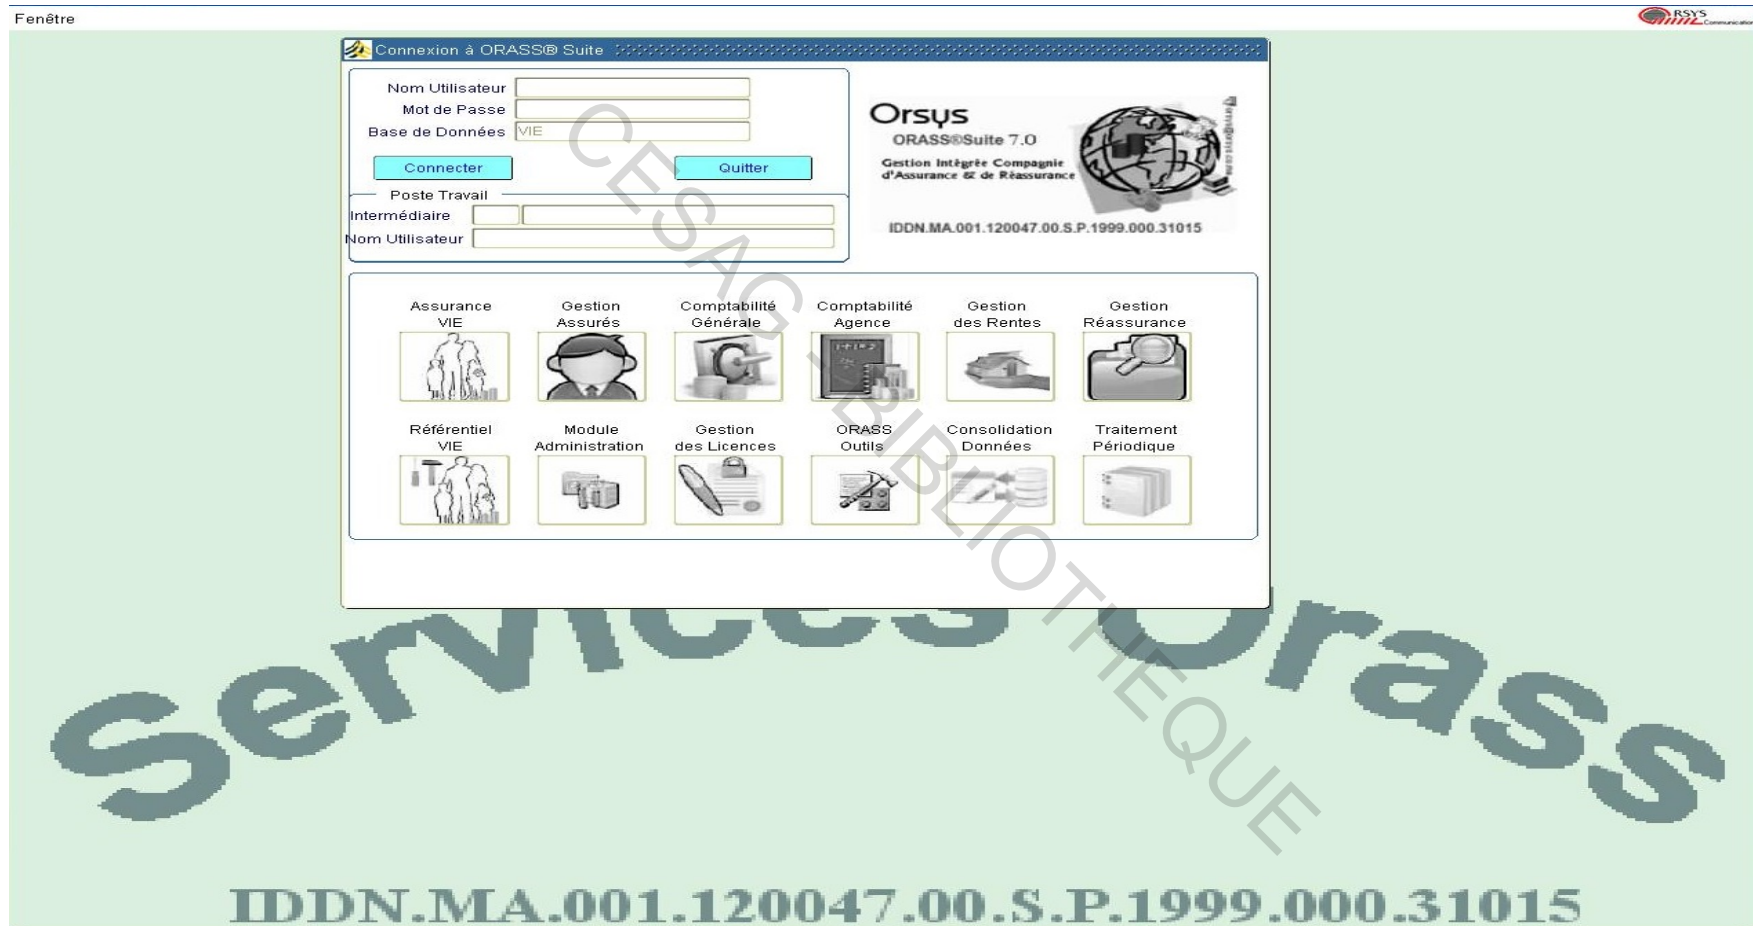 Fenêtre
RSYS
Communication
Connexion à ORASS® Suite
Nom Utilisateur
Mot de Passe
Base de Données VIE
Connecter Quitter
Poste Travail
Intermédiaire
Nom Utilisateur
Orsys
ORASS®Suite 7.0
Gestion Intègrèe Compagnie
d'Assurance & de Rèassurance
IDDN.MA.001.120047.00.S.P.1999.000.31015
Assurance VIE
Gestion Assurés
Comptabilité Générale
Comptabilité Agence
Gestion des Rentes
Gestion Réassurance
Référentiel VIE
Module Administration
Gestion des Licences
ORASS Outils
Consolidation Données
Traitement Périodique
Services Orass
IDDN.MA.001.120047.00.S.P.1999.000.31015
CESAG - BIBLIOTHEQUE